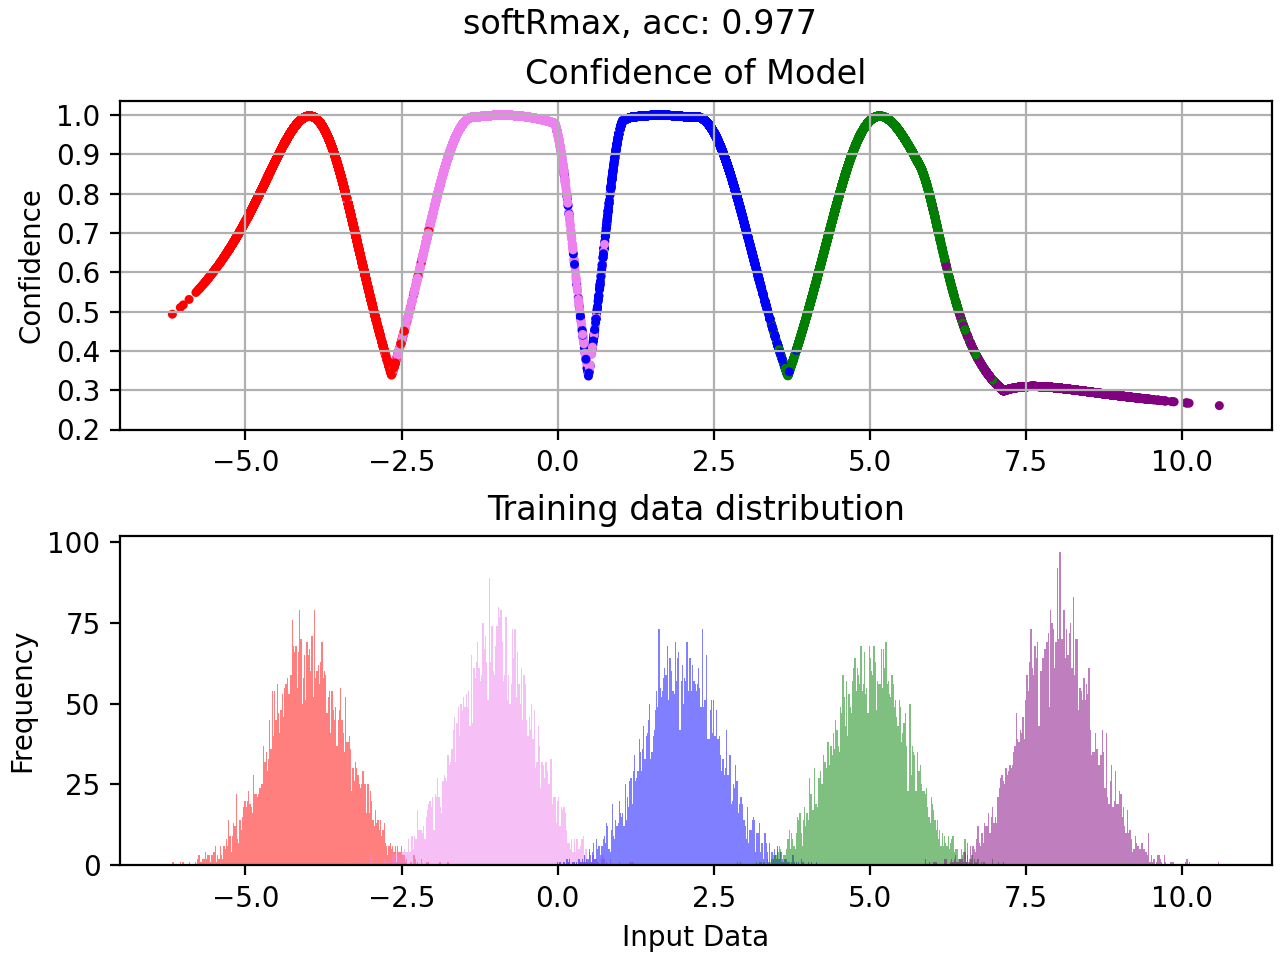 softRmax, acc: 0.977
Confidence of Model
Confidence
1.0
0.9
0.8
0.7
0.6
0.5
0.4
0.3
0.2
−5.0 −2.5 0.0 2.5 5.0 7.5 10.0
Training data distribution
Frequency
100
75
50
25
0
−5.0 −2.5 0.0 2.5 5.0 7.5 10.0
Input Data